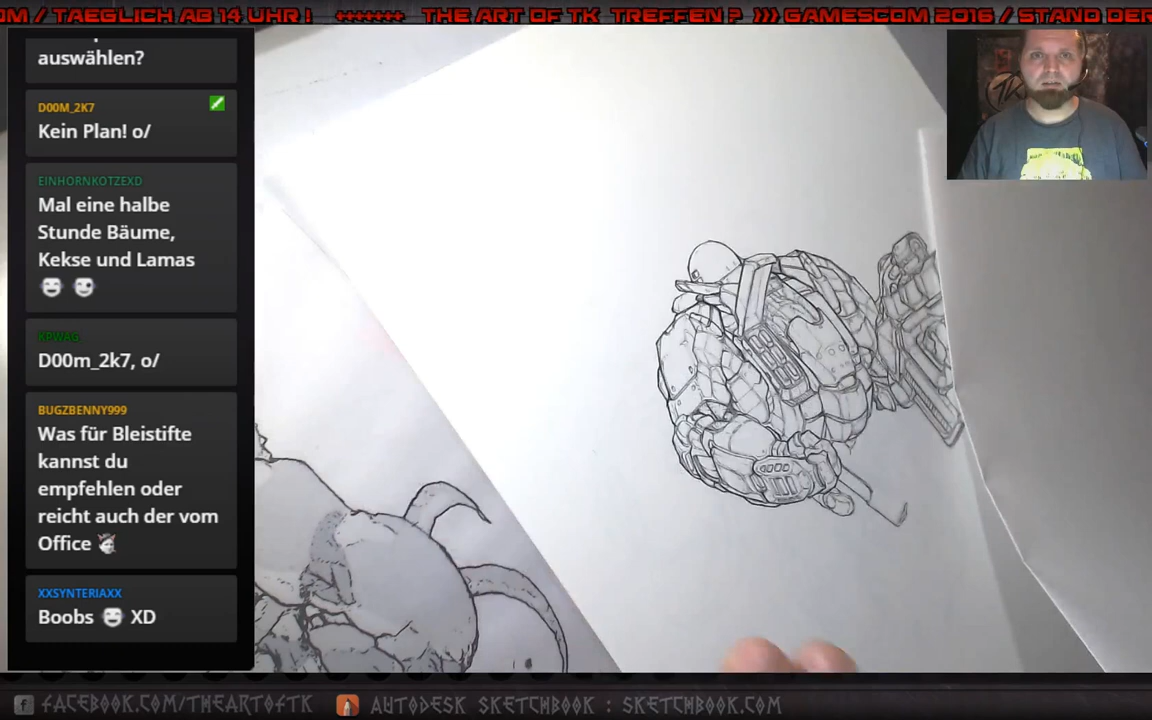 OM / TAEGLICH AB 14 UHR ! +++++++ THE ART OF TK TREFFEN ? >>> GAMESCOM 2016 / STAND DER
auswählen?
D00M_2K7
Kein Plan! o/
EINHORNKOTZEXD
Mal eine halbe
Stunde Bäume,
Kekse und Lamas
KPWAG
D00m_2k7, o/
BUGZBENNY999
Was für Bleistifte
kannst du
empfehlen oder
reicht auch der vom
Office
XXSYNTERIAXX
Boobs XD
FACEBOOK.COM/THEARTOFTK
AUTODESK SKETCHBOOK : SKETCHBOOK.COM